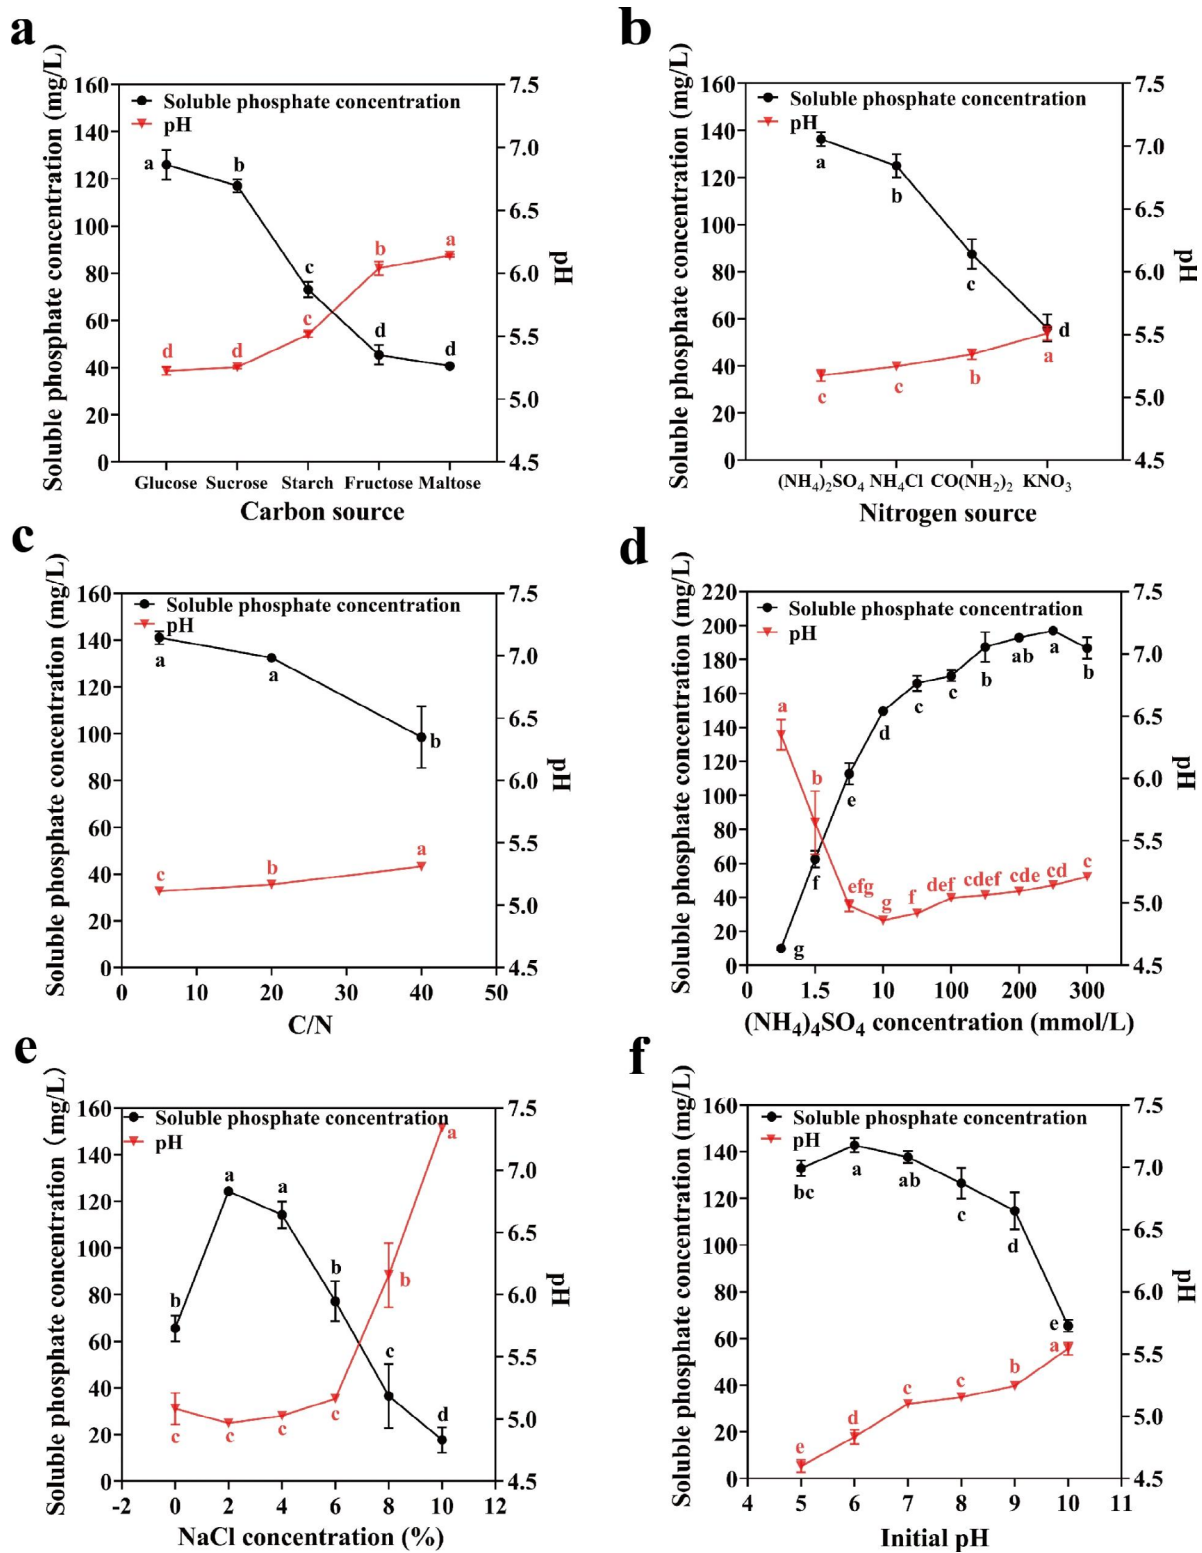 a
Soluble phosphate concentration (mg/L)
160
140
120
100
80
60
40
20
0
Soluble phosphate concentration
pH
a
b
c
d
d
d
d
c
b
a
7.5
7.0
6.5
6.0
5.5
5.0
4.5
pH
Glucose Sucrose Starch Fructose Maltose
Carbon source
b
Soluble phosphate concentration (mg/L)
160
140
120
100
80
60
40
20
0
Soluble phosphate concentration
pH
a
b
c
d
c
c
b
a
7.5
7.0
6.5
6.0
5.5
5.0
4.5
pH
(NH₄)₂SO₄ NH₄Cl CO(NH₂)₂ KNO₃
Nitrogen source
c
Soluble phosphate concentration (mg/L)
160
140
120
100
80
60
40
20
0
Soluble phosphate concentration
pH
a
a
b
c
b
a
7.5
7.0
6.5
6.0
5.5
5.0
4.5
pH
0 10 20 30 40 50
C/N
d
Soluble phosphate concentration (mg/L)
220
200
180
160
140
120
100
80
60
40
20
0
Soluble phosphate concentration
pH
g
f
e
d
c
c
b
ab
a
b
a
b
efg
g
f
def
cdef
cde
cd
c
7.5
7.0
6.5
6.0
5.5
5.0
4.5
pH
0 1.5 10 100 200 300
(NH₄)₄SO₄ concentration (mmol/L)
e
Soluble phosphate concentration (mg/L)
160
140
120
100
80
60
40
20
0
Soluble phosphate concentration
pH
b
a
a
b
c
d
c
c
c
c
b
a
7.5
7.0
6.5
6.0
5.5
5.0
4.5
pH
-2 0 2 4 6 8 10 12
NaCl concentration (%)
f
Soluble phosphate concentration (mg/L)
160
140
120
100
80
60
40
20
0
Soluble phosphate concentration
pH
bc
a
ab
c
d
e
e
d
c
c
b
a
7.5
7.0
6.5
6.0
5.5
5.0
4.5
pH
4 5 6 7 8 9 10 11
Initial pH